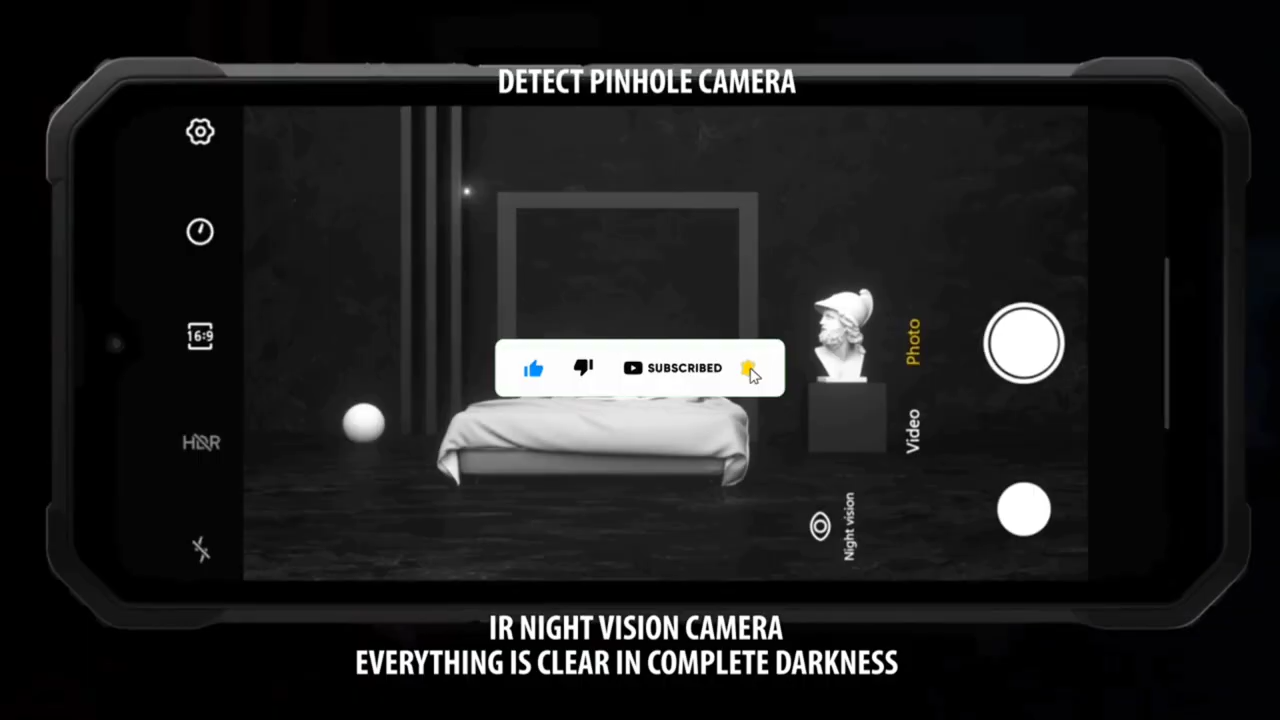 DETECT PINHOLE CAMERA
16:9
HDR
SUBSCRIBED
Photo
Video
Night vision
IR NIGHT VISION CAMERA
EVERYTHING IS CLEAR IN COMPLETE DARKNESS